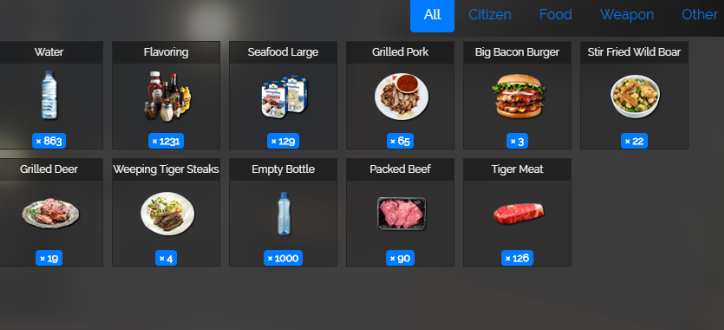 All Citizen Food Weapon Other
Water Flavoring Seafood Large Grilled Pork Big Bacon Burger Stir Fried Wild Boar
× 863 × 1231 × 129 × 65 × 3 × 22
Grilled Deer Weeping Tiger Steaks Empty Bottle Packed Beef Tiger Meat
× 19 × 4 × 1000 × 90 × 126